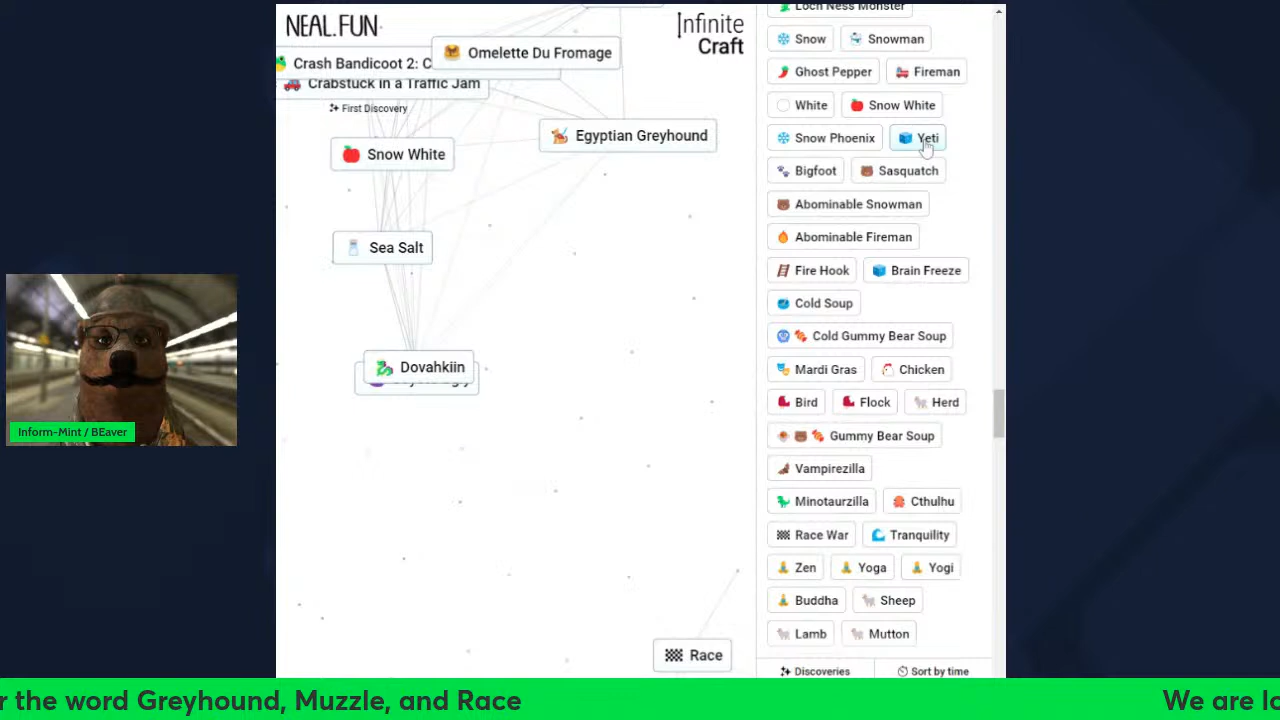 NEAL.FUN
Infinite
Craft
Omelette Du Fromage
Crash Bandicoot 2: C
Crabstuck in a Traffic Jam
First Discovery
Egyptian Greyhound
Snow White
Sea Salt
Dovahkiin
Race
Loch Ness Monster
Snow Snowman
Ghost Pepper Fireman
White Snow White
Snow Phoenix Yeti
Bigfoot Sasquatch
Abominable Snowman
Abominable Fireman
Fire Hook Brain Freeze
Cold Soup
Cold Gummy Bear Soup
Mardi Gras Chicken
Bird Flock Herd
Gummy Bear Soup
Vampirezilla
Minotaurzilla Cthulhu
Race War Tranquility
Zen Yoga Yogi
Buddha Sheep
Lamb Mutton
Discoveries Sort by time
Inform-Mint / BEaver
r the word Greyhound, Muzzle, and Race
We are lo